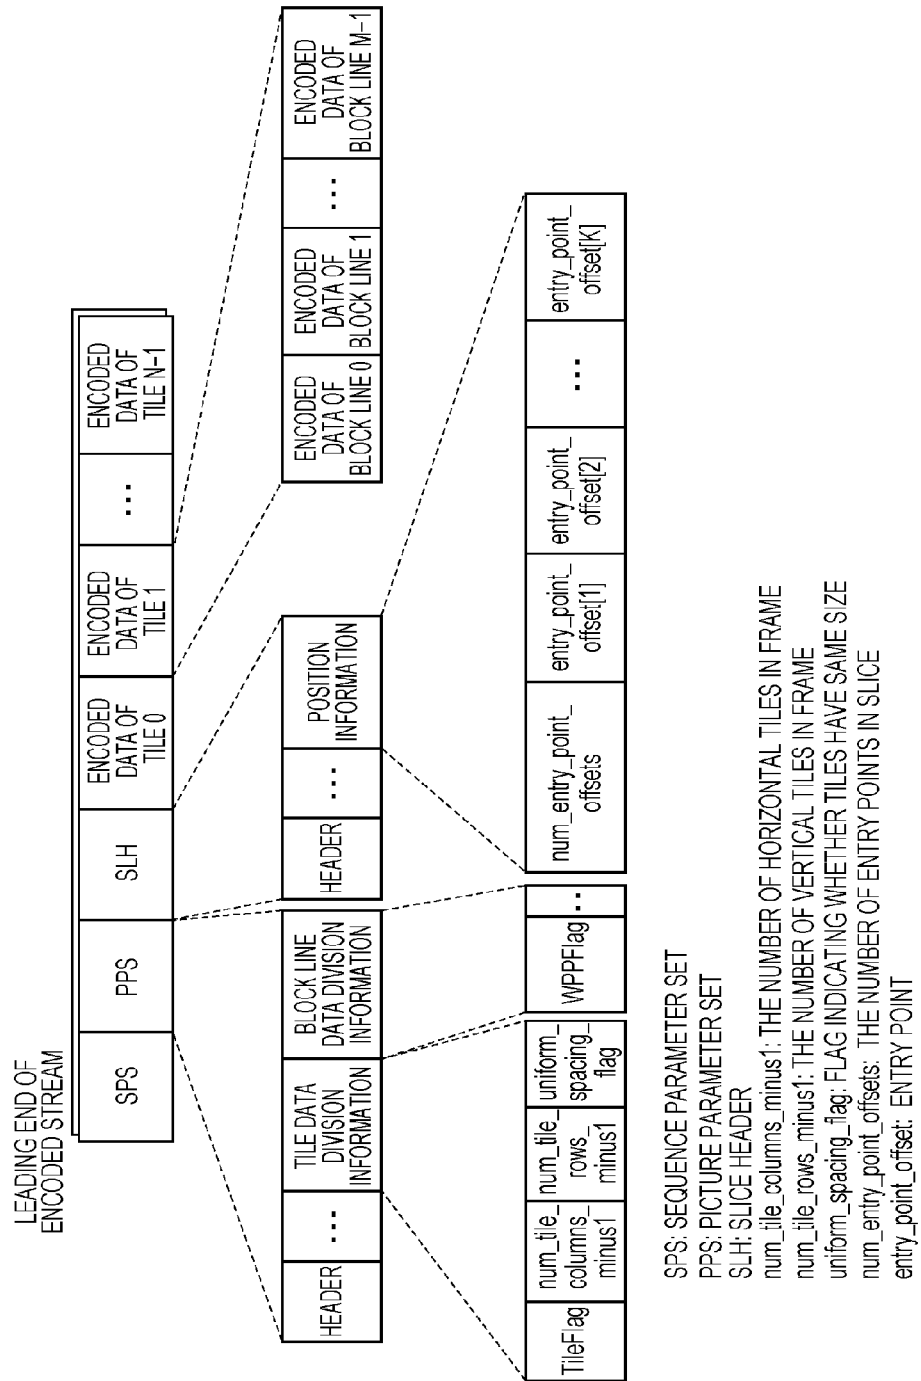 LEADING END OF
ENCODED STREAM
SPS
PPS
SLH
ENCODED
DATA OF
TILE 0
ENCODED
DATA OF
TILE 1
...
ENCODED
DATA OF
TILE N-1
HEADER
...
TILE DATA
DIVISION
INFORMATION
BLOCK LINE
DATA DIVISION
INFORMATION
HEADER
...
POSITION
INFORMATION
ENCODED
DATA OF
BLOCK LINE 0
ENCODED
DATA OF
BLOCK LINE 1
...
ENCODED
DATA OF
BLOCK LINE M-1
TileFlag
num_tile_
columns_
minus1
num_tile_
rows_
minus1
uniform_
spacing_
flag
WPPFlag
..
num_entry_point_
offsets
entry_point_
offset[1]
entry_point_
offset[2]
...
entry_point_
offset[K]
SPS: SEQUENCE PARAMETER SET
PPS: PICTURE PARAMETER SET
SLH: SLICE HEADER
num_tile_columns_minus1: THE NUMBER OF HORIZONTAL TILES IN FRAME
num_tile_rows_minus1: THE NUMBER OF VERTICAL TILES IN FRAME
uniform_spacing_flag: FLAG INDICATING WHETHER TILES HAVE SAME SIZE
num_entry_point_offsets: THE NUMBER OF ENTRY POINTS IN SLICE
entry_point_offset: ENTRY POINT